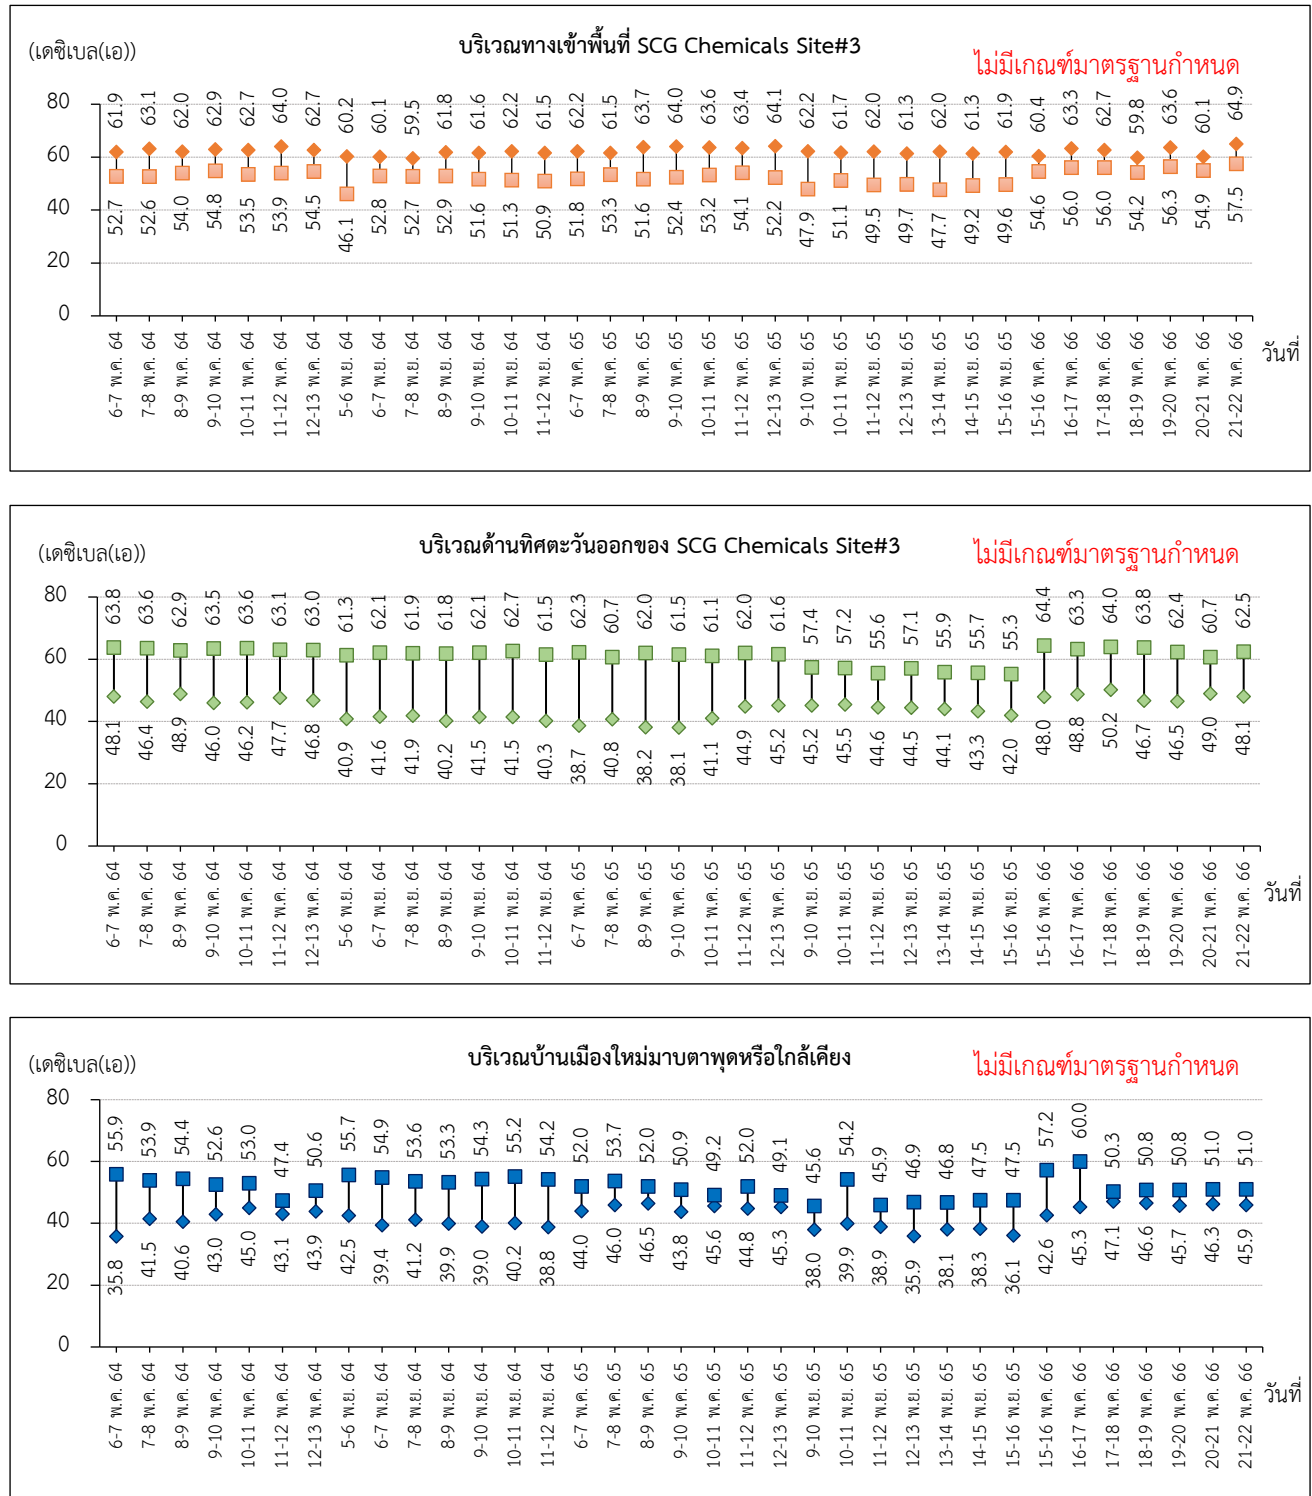 บริเวณทางเข้าพื้นที่ SCG Chemicals Site#3
(เดซิเบล(เอ))
ไม่มีเกณฑ์มาตรฐานกำหนด
61.9 63.1 62.0 62.9 62.7 64.0 62.7 60.2 60.1 59.5 61.8 61.6 62.2 61.5 62.2 61.5 63.7 64.0 63.6 63.4 64.1 62.2 61.7 62.0 61.3 62.0 61.3 61.9 60.4 63.3 62.7 59.8 63.6 60.1 64.9
80
60
40
20
0
52.7 52.6 54.0 54.8 53.5 53.9 54.5 46.1 52.8 52.7 52.9 51.6 51.3 50.9 51.8 53.3 51.6 52.4 53.2 54.1 52.2 47.9 51.1 49.5 49.7 47.7 49.2 49.6 54.6 56.0 56.0 54.2 56.3 54.9 57.5
6-7 พ.ค. 64 7-8 พ.ค. 64 8-9 พ.ค. 64 9-10 พ.ค. 64 10-11 พ.ค. 64 11-12 พ.ค. 64 12-13 พ.ค. 64 5-6 พ.ย. 64 6-7 พ.ย. 64 7-8 พ.ย. 64 8-9 พ.ย. 64 9-10 พ.ย. 64 10-11 พ.ย. 64 11-12 พ.ย. 64 6-7 พ.ค. 65 7-8 พ.ค. 65 8-9 พ.ค. 65 9-10 พ.ค. 65 10-11 พ.ค. 65 11-12 พ.ค. 65 12-13 พ.ค. 65 9-10 พ.ย. 65 10-11 พ.ย. 65 11-12 พ.ย. 65 12-13 พ.ย. 65 13-14 พ.ย. 65 14-15 พ.ย. 65 15-16 พ.ย. 65 15-16 พ.ค. 66 16-17 พ.ค. 66 17-18 พ.ค. 66 18-19 พ.ค. 66 19-20 พ.ค. 66 20-21 พ.ค. 66 21-22 พ.ค. 66
วันที่
บริเวณด้านทิศตะวันออกของ SCG Chemicals Site#3
(เดซิเบล(เอ))
ไม่มีเกณฑ์มาตรฐานกำหนด
63.8 63.6 62.9 63.5 63.6 63.1 63.0 61.3 62.1 61.9 61.8 62.1 62.7 61.5 62.3 60.7 62.0 61.5 61.1 62.0 61.6 57.4 57.2 55.6 57.1 55.9 55.7 55.3 64.4 63.3 64.0 63.8 62.4 60.7 62.5
80
60
40
20
0
48.1 46.4 48.9 46.0 46.2 47.7 46.8 40.9 41.6 41.9 40.2 41.5 41.5 40.3 38.7 40.8 38.2 38.1 41.1 44.9 45.2 45.2 45.5 44.6 44.5 44.1 43.3 42.0 48.0 48.8 50.2 46.7 46.5 49.0 48.1
6-7 พ.ค. 64 7-8 พ.ค. 64 8-9 พ.ค. 64 9-10 พ.ค. 64 10-11 พ.ค. 64 11-12 พ.ค. 64 12-13 พ.ค. 64 5-6 พ.ย. 64 6-7 พ.ย. 64 7-8 พ.ย. 64 8-9 พ.ย. 64 9-10 พ.ย. 64 10-11 พ.ย. 64 11-12 พ.ย. 64 6-7 พ.ค. 65 7-8 พ.ค. 65 8-9 พ.ค. 65 9-10 พ.ค. 65 10-11 พ.ค. 65 11-12 พ.ค. 65 12-13 พ.ค. 65 9-10 พ.ย. 65 10-11 พ.ย. 65 11-12 พ.ย. 65 12-13 พ.ย. 65 13-14 พ.ย. 65 14-15 พ.ย. 65 15-16 พ.ย. 65 15-16 พ.ค. 66 16-17 พ.ค. 66 17-18 พ.ค. 66 18-19 พ.ค. 66 19-20 พ.ค. 66 20-21 พ.ค. 66 21-22 พ.ค. 66
วันที่
บริเวณบ้านเมืองใหม่มาบตาพุดหรือใกล้เคียง
(เดซิเบล(เอ))
ไม่มีเกณฑ์มาตรฐานกำหนด
55.9 53.9 54.4 52.6 53.0 47.4 50.6 55.7 54.9 53.6 53.3 54.3 55.2 54.2 52.0 53.7 52.0 50.9 49.2 52.0 49.1 45.6 54.2 45.9 46.9 46.8 47.5 47.5 57.2 60.0 50.3 50.8 50.8 51.0 51.0
80
60
40
20
0
35.8 41.5 40.6 43.0 45.0 43.1 43.9 42.5 39.4 41.2 39.9 39.0 40.2 38.8 44.0 46.0 46.5 43.8 45.6 44.8 45.3 38.0 39.9 38.9 35.9 38.1 38.3 36.1 42.6 45.3 47.1 46.6 45.7 46.3 45.9
6-7 พ.ค. 64 7-8 พ.ค. 64 8-9 พ.ค. 64 9-10 พ.ค. 64 10-11 พ.ค. 64 11-12 พ.ค. 64 12-13 พ.ค. 64 5-6 พ.ย. 64 6-7 พ.ย. 64 7-8 พ.ย. 64 8-9 พ.ย. 64 9-10 พ.ย. 64 10-11 พ.ย. 64 11-12 พ.ย. 64 6-7 พ.ค. 65 7-8 พ.ค. 65 8-9 พ.ค. 65 9-10 พ.ค. 65 10-11 พ.ค. 65 11-12 พ.ค. 65 12-13 พ.ค. 65 9-10 พ.ย. 65 10-11 พ.ย. 65 11-12 พ.ย. 65 12-13 พ.ย. 65 13-14 พ.ย. 65 14-15 พ.ย. 65 15-16 พ.ย. 65 15-16 พ.ค. 66 16-17 พ.ค. 66 17-18 พ.ค. 66 18-19 พ.ค. 66 19-20 พ.ค. 66 20-21 พ.ค. 66 21-22 พ.ค. 66
วันที่